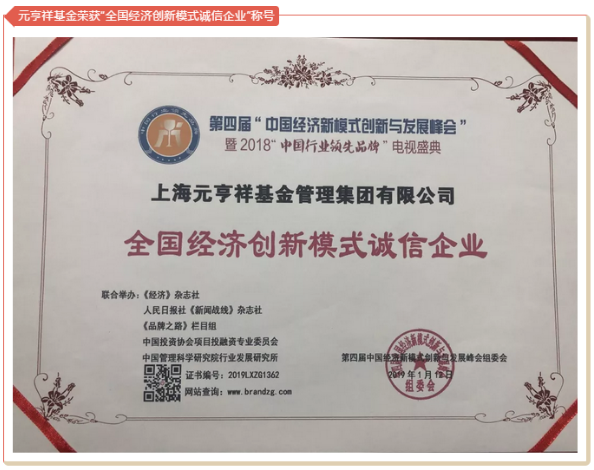 元亨祥基金荣获“全国经济创新模式诚信企业”称号
第四届“中国经济新模式创新与发展峰会”
暨2018“中国行业领先品牌”电视盛典
上海元亨祥基金管理集团有限公司
全国经济创新模式诚信企业
联合举办：《经济》杂志社
人民日报社《新闻战线》杂志社
《品牌之路》栏目组
中国投资协会项目投融资专业委员会
中国管理科学研究院行业发展研究所
证书编号：2019LXZG1362
网站查询：www.brandzg.com
第四届中国经济新模式创新与发展峰会组委会
2019年1月12日
组委会